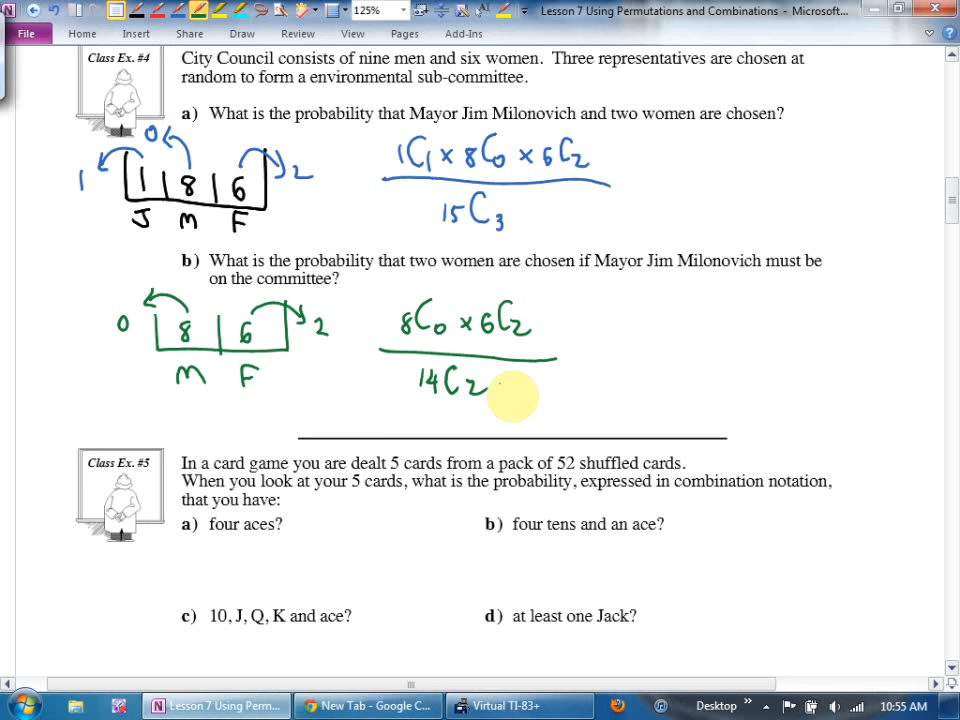 125%
Lesson 7 Using Permutations and Combinations - Microsoft...
File Home Insert Share Draw Review View Pages Add-Ins
Class Ex. #4
City Council consists of nine men and six women. Three representatives are chosen at
random to form a environmental sub-committee.
a) What is the probability that Mayor Jim Milonovich and two women are chosen?
0
1 1 8 6 2
J M F
1C1 × 8C0 × 6C2
15C3
b) What is the probability that two women are chosen if Mayor Jim Milonovich must be
on the committee?
0 8 6 2
M F
8C0 × 6C2
14C2
Class Ex. #5
In a card game you are dealt 5 cards from a pack of 52 shuffled cards.
When you look at your 5 cards, what is the probability, expressed in combination notation,
that you have:
a) four aces? b) four tens and an ace?
c) 10, J, Q, K and ace? d) at least one Jack?
Lesson 7 Using Perm... New Tab - Google C... Virtual TI-83+ Desktop 10:55 AM